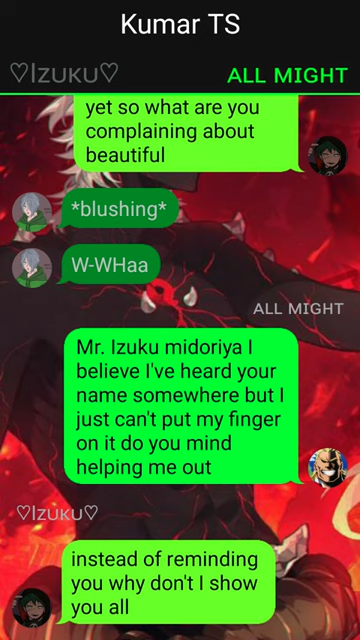 Kumar TS
♡Izuku♡
ALL MIGHT
yet so what are you
complaining about
beautiful
*blushing*
W-WHaa
ALL MIGHT
Mr. Izuku midoriya I
believe I've heard your
name somewhere but I
just can't put my finger
on it do you mind
helping me out
♡Izuku♡
instead of reminding
you why don't I show
you all